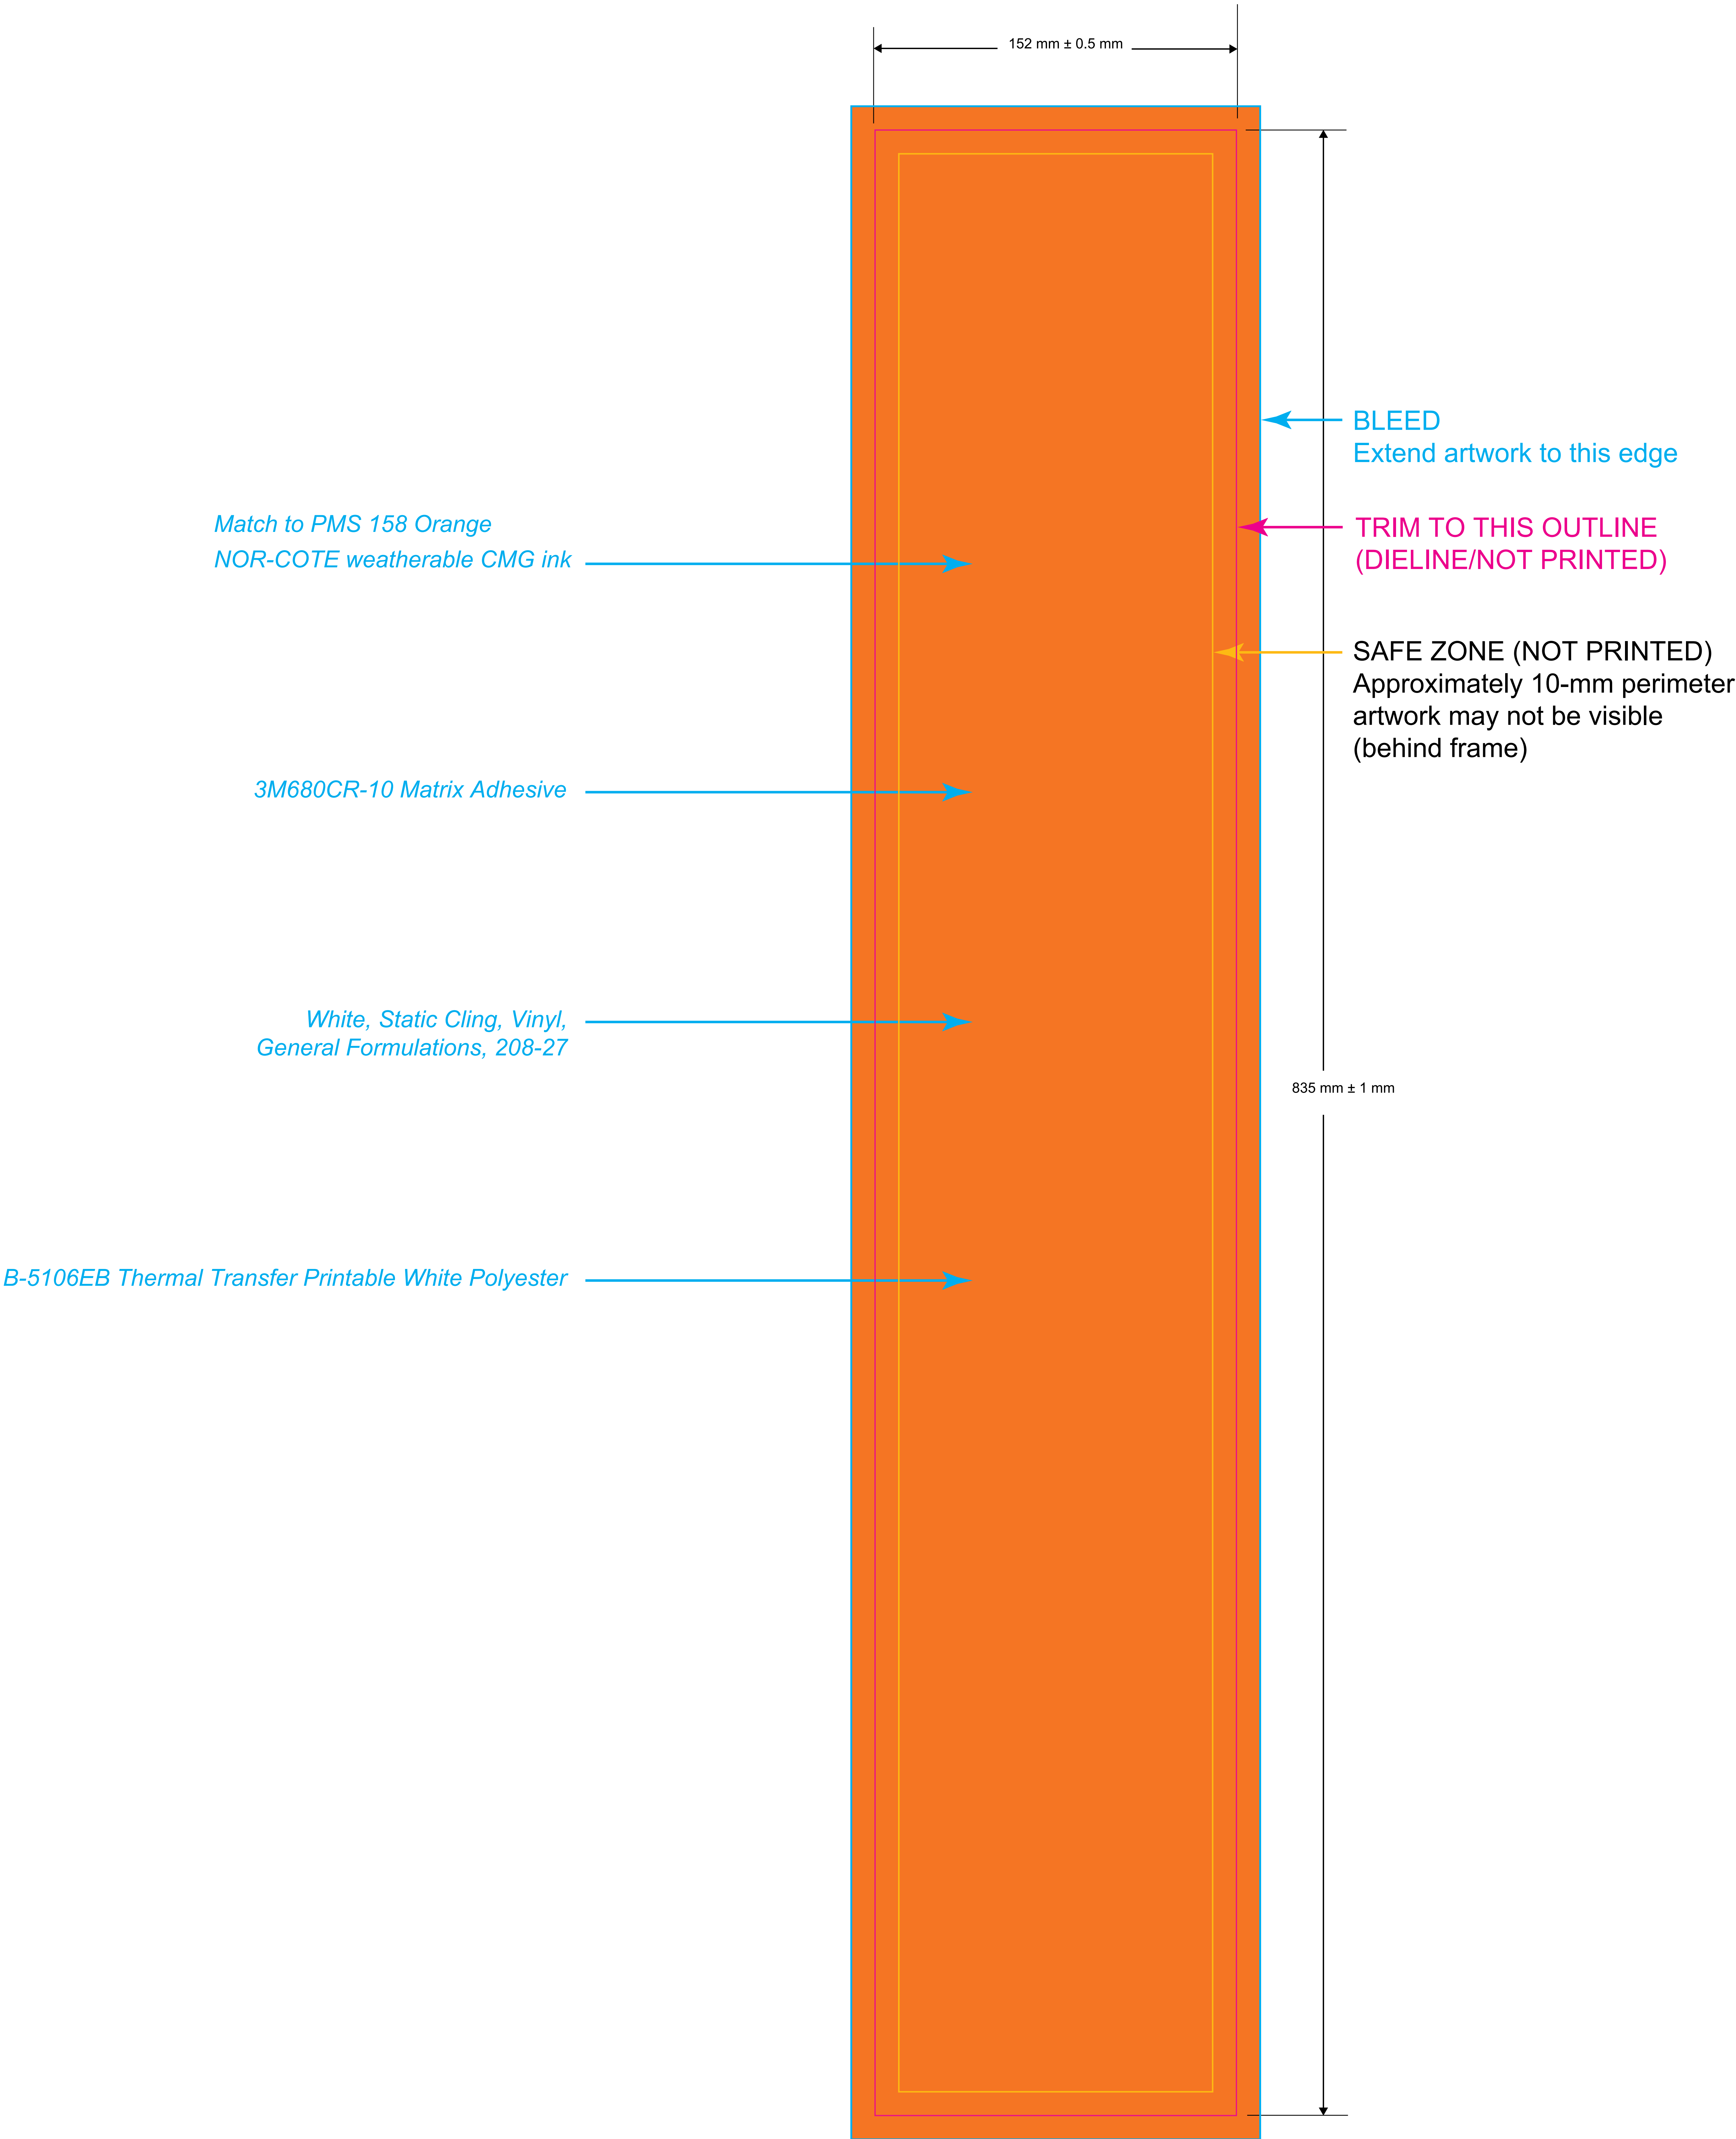 152 mm ± 0.5 mm
BLEED
Extend artwork to this edge
Match to PMS 158 Orange
NOR-COTE weatherable CMG ink
TRIM TO THIS OUTLINE
(DIELINE/NOT PRINTED)
SAFE ZONE (NOT PRINTED)
Approximately 10-mm perimeter
artwork may not be visible
(behind frame)
3M680CR-10 Matrix Adhesive
White, Static Cling, Vinyl,
General Formulations, 208-27
835 mm ± 1 mm
B-5106EB Thermal Transfer Printable White Polyester